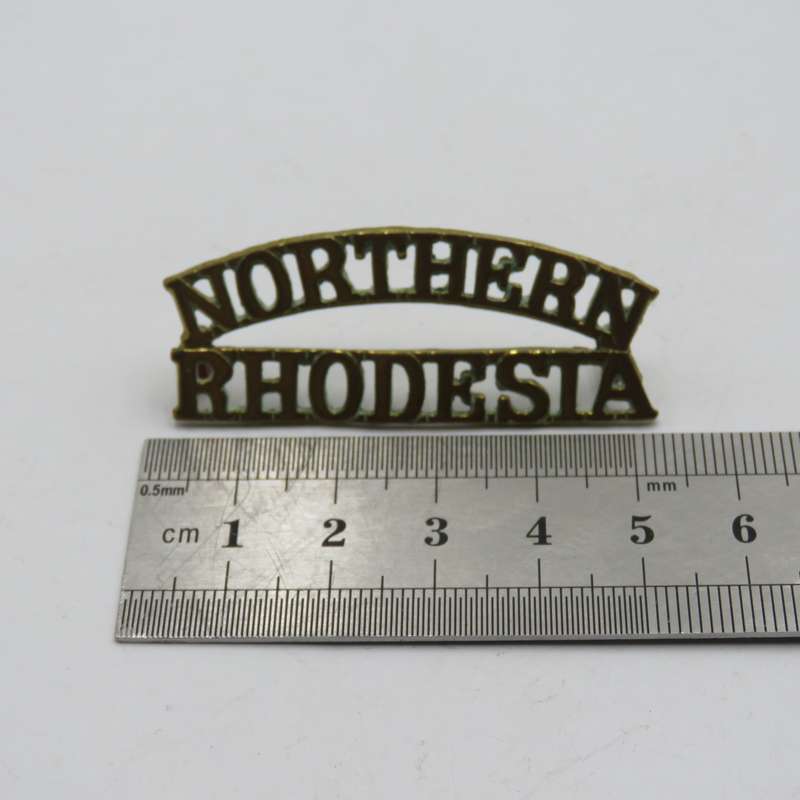 NORTHERN
RHODESIA
0.5mm mm
cm 1 2 3 4 5 6